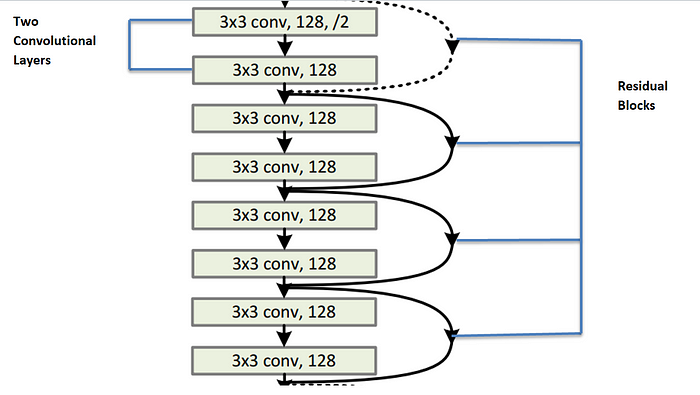 Two
Convolutional
Layers
3x3 conv, 128, /2
3x3 conv, 128
3x3 conv, 128
3x3 conv, 128
3x3 conv, 128
3x3 conv, 128
3x3 conv, 128
3x3 conv, 128
Residual
Blocks